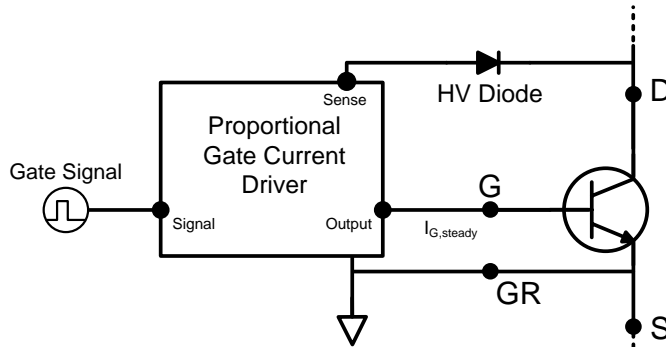 Sense
HV Diode
D
Proportional
Gate Current
Driver
Gate Signal
G
Signal
Output
I_G,steady
GR
S